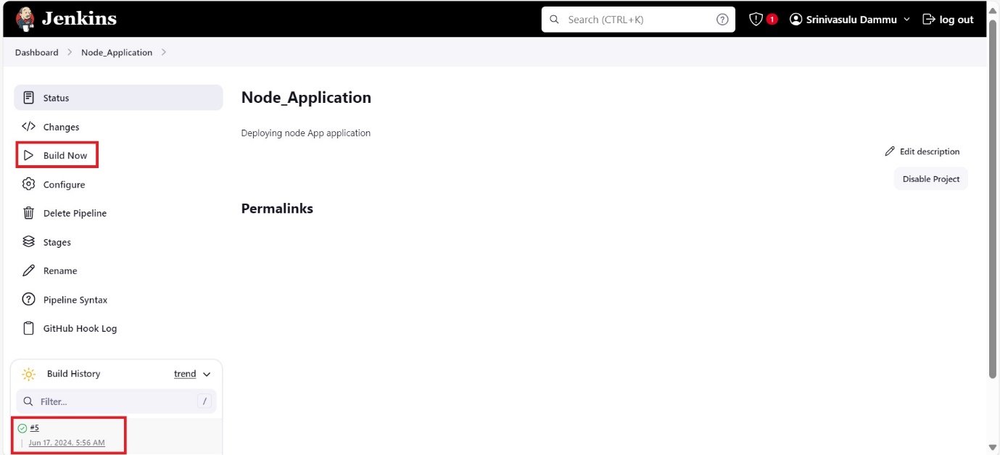 Jenkins
Search (CTRL+K)
?
1
Srinivasulu Dammu
log out
Dashboard > Node_Application >
Status
Changes
Build Now
Configure
Delete Pipeline
Stages
Rename
Pipeline Syntax
GitHub Hook Log
Node_Application
Deploying node App application
Edit description
Disable Project
Permalinks
Build History
trend
Filter...
/
#5
Jun 17, 2024, 5:56 AM